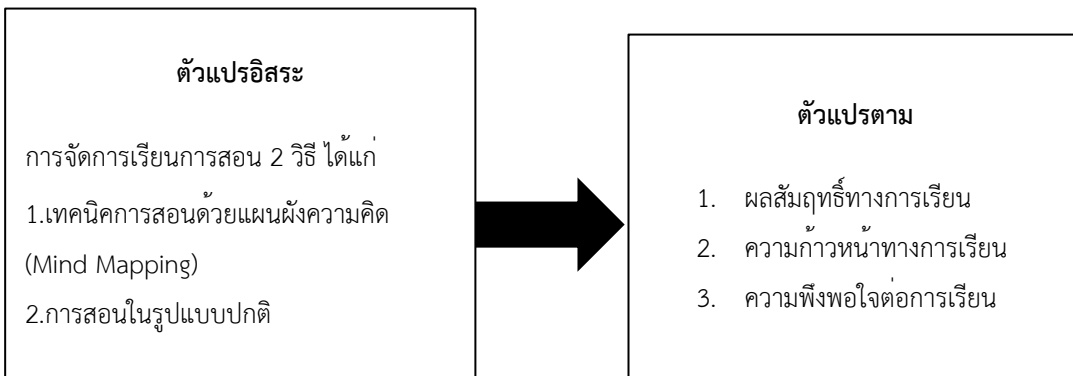 ตัวแปรอิสระ
การจัดการเรียนการสอน 2 วิธี ได้แก่
1.เทคนิคการสอนด้วยแผนผังความคิด
(Mind Mapping)
2.การสอนในรูปแบบปกติ
ตัวแปรตาม
1. ผลสัมฤทธิ์ทางการเรียน
2. ความก้าวหน้าทางการเรียน
3. ความพึงพอใจต่อการเรียน